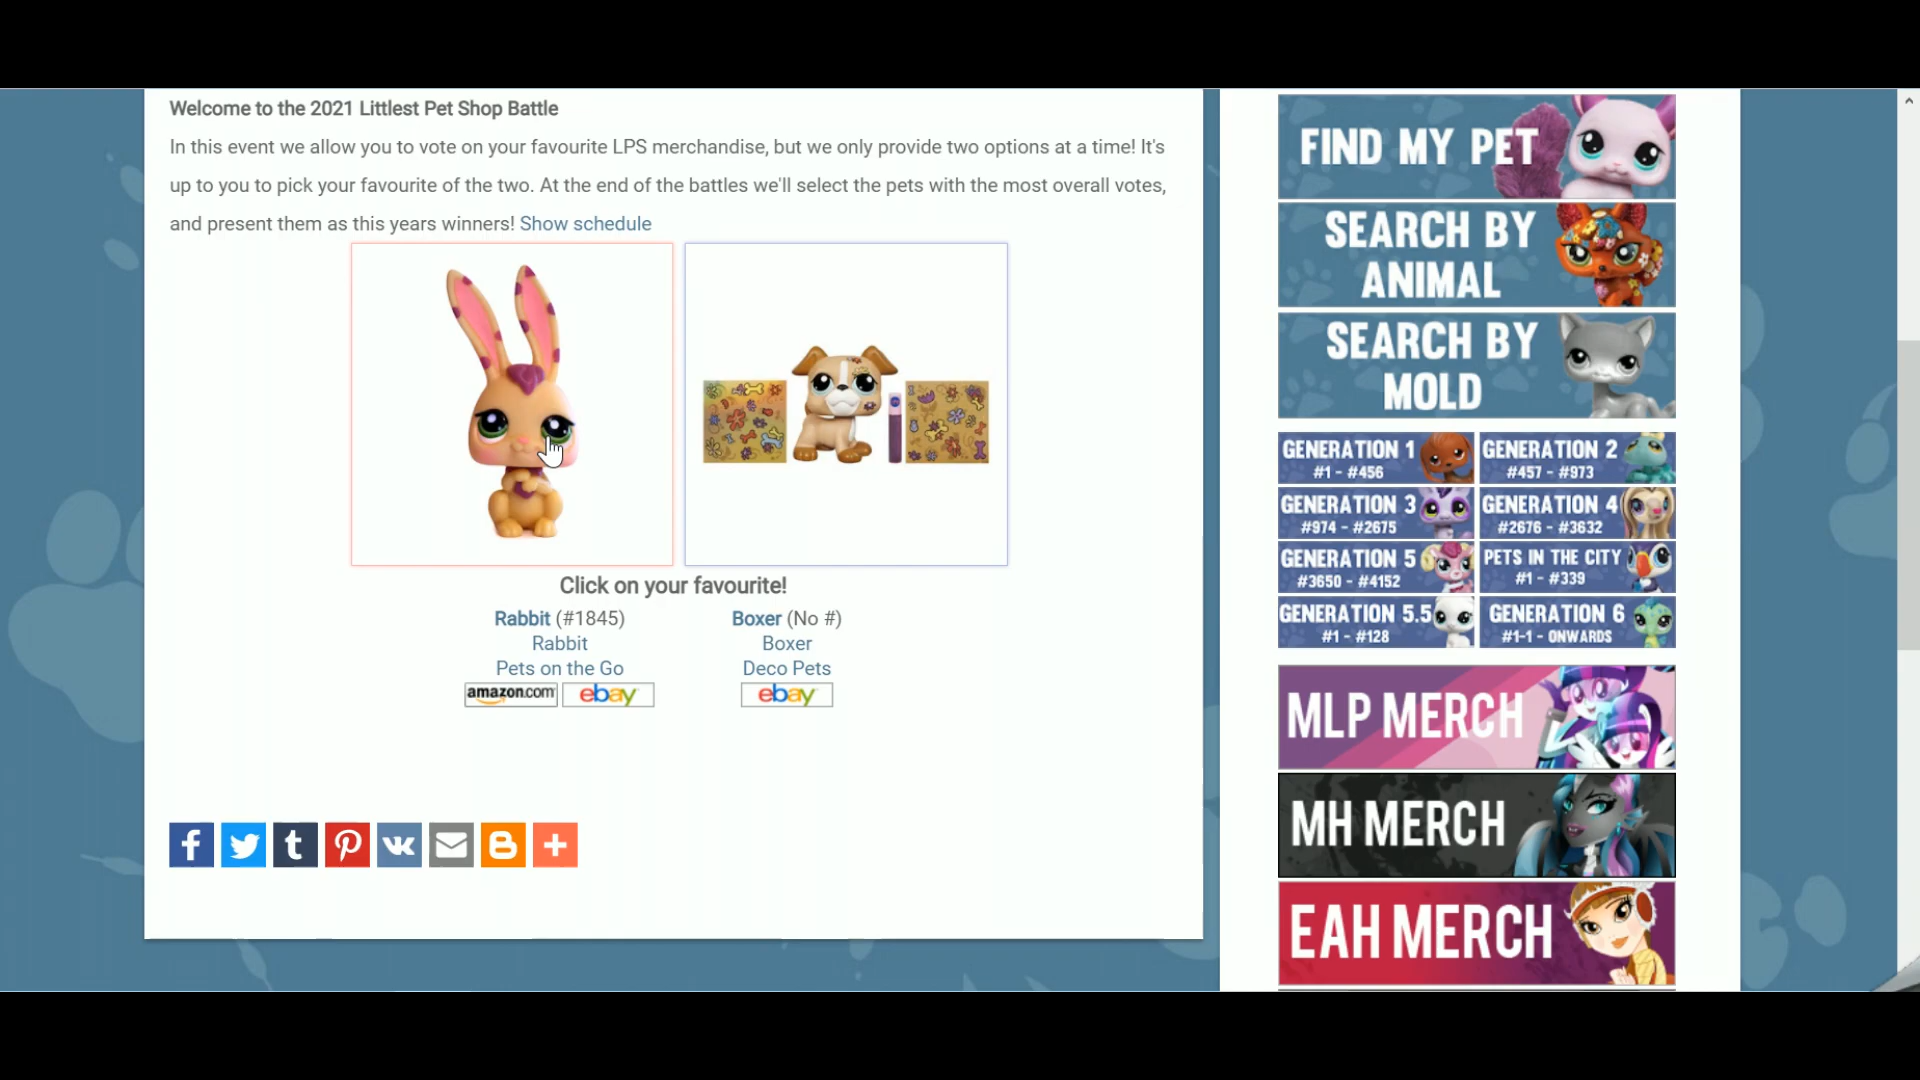 Welcome to the 2021 Littlest Pet Shop Battle
In this event we allow you to vote on your favourite LPS merchandise, but we only provide two options at a time! It's
up to you to pick your favourite of the two. At the end of the battles we'll select the pets with the most overall votes,
and present them as this years winners! Show schedule
Click on your favourite!
Rabbit (#1845)
Rabbit
Pets on the Go
amazon.com ebay
Boxer (No #)
Boxer
Deco Pets
ebay
f t P VK B +
FIND MY PET
SEARCH BY
ANIMAL
SEARCH BY
MOLD
GENERATION 1
#1 - #456
GENERATION 2
#457 - #973
GENERATION 3
#974 - #2675
GENERATION 4
#2676 - #3632
GENERATION 5
#3650 - #4152
PETS IN THE CITY
#1 - #339
GENERATION 5.5
#1 - #128
GENERATION 6
#1-1 - ONWARDS
MLP MERCH
MH MERCH
EAH MERCH